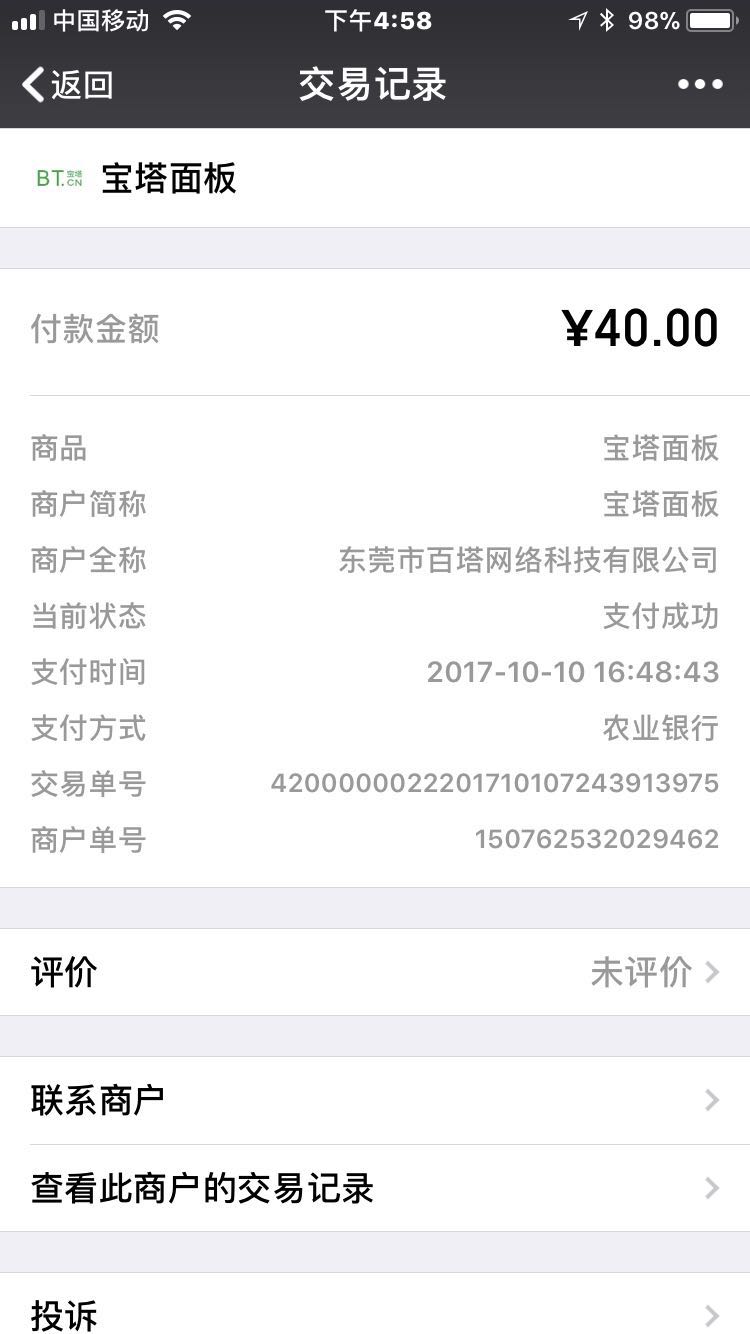 中国移动 下午4:58 98%
返回 交易记录
BT.宝塔CN 宝塔面板
付款金额 ¥40.00
商品 宝塔面板
商户简称 宝塔面板
商户全称 东莞市百塔网络科技有限公司
当前状态 支付成功
支付时间 2017-10-10 16:48:43
支付方式 农业银行
交易单号 4200000022201710107243913975
商户单号 150762532029462
评价 未评价
联系商户
查看此商户的交易记录
投诉